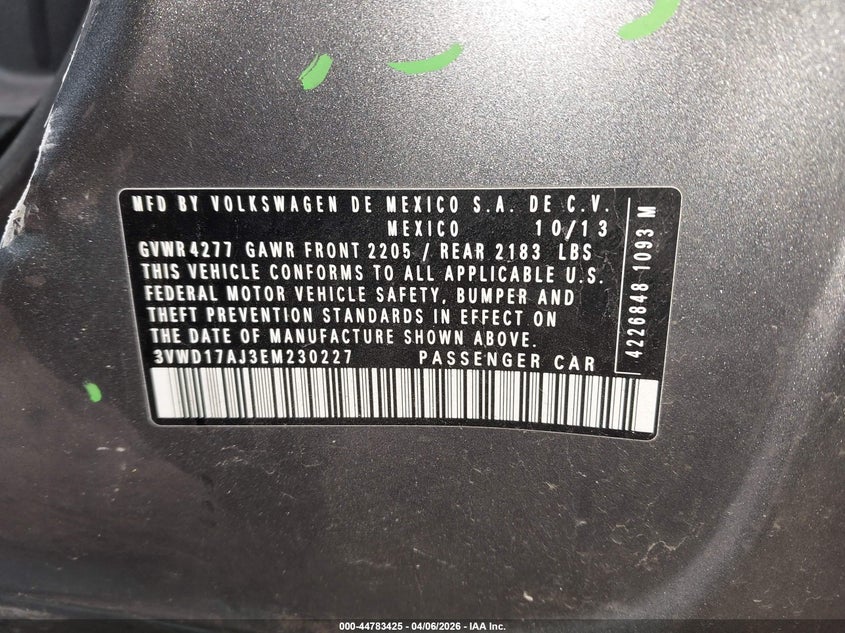 MFD BY VOLKSWAGEN DE MEXICO S.A. DE C.V.
MEXICO 10/13
GVWR 4277 GAWR FRONT 2205 / REAR 2183 LBS
THIS VEHICLE CONFORMS TO ALL APPLICABLE U.S.
FEDERAL MOTOR VEHICLE SAFETY, BUMPER AND
THEFT PREVENTION STANDARDS IN EFFECT ON
THE DATE OF MANUFACTURE SHOWN ABOVE.
3VWD17AJ3EM230227 PASSENGER CAR
4226848 1093 M
000-44783425 - 04/06/2026 - IAA Inc.